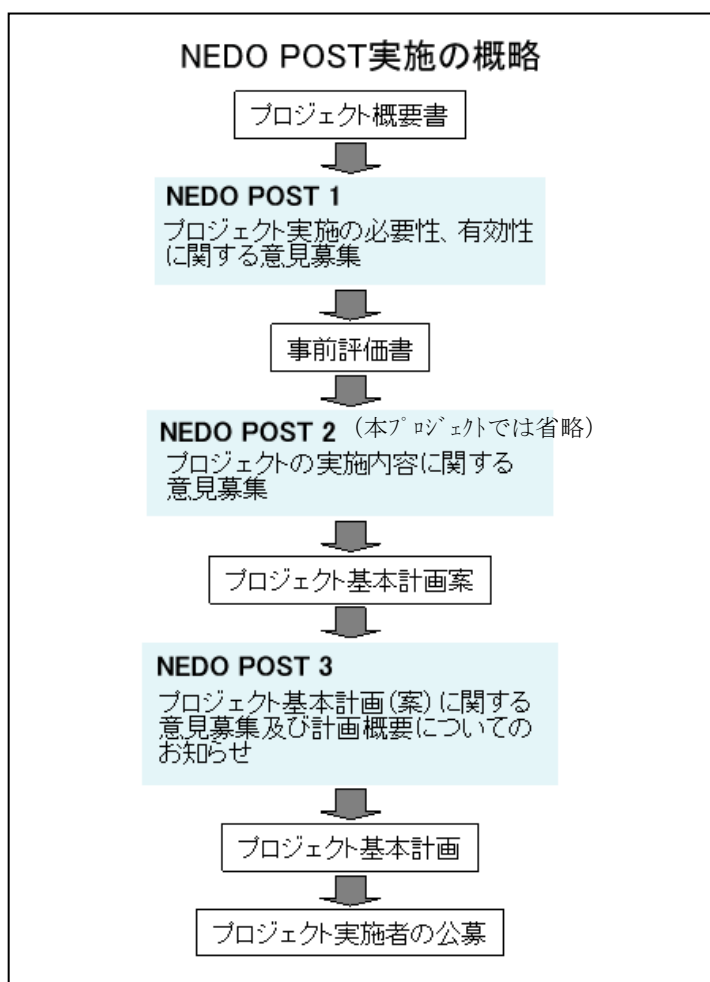 NEDO POST実施の概略
プロジェクト概要書
NEDO POST 1
プロジェクト実施の必要性、有効性
に関する意見募集
事前評価書
NEDO POST 2 (本プロジェクトでは省略)
プロジェクトの実施内容に関する
意見募集
プロジェクト基本計画案
NEDO POST 3
プロジェクト基本計画(案)に関する
意見募集及び計画概要についての
お知らせ
プロジェクト基本計画
プロジェクト実施者の公募